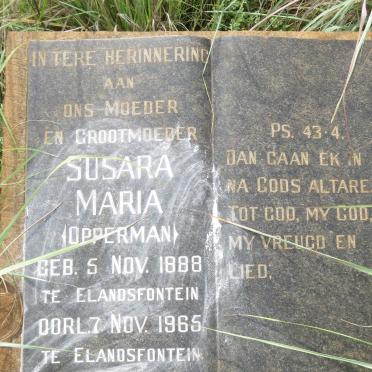 IN TERE HERINNERING
AAN
ONS MOEDER
EN GROOTMOEDER
SUSARA
MARIA
(OPPERMAN)
GEB. 5 NOV. 1888
TE ELANDSFONTEIN
OORL. 7 NOV. 1965
TE ELANDSFONTEIN
PS. 43.4.
DAN GAAN EK IN
NA GODS ALTARE,
TOT GOD, MY GOD,
MY VREUGD EN
LIED;